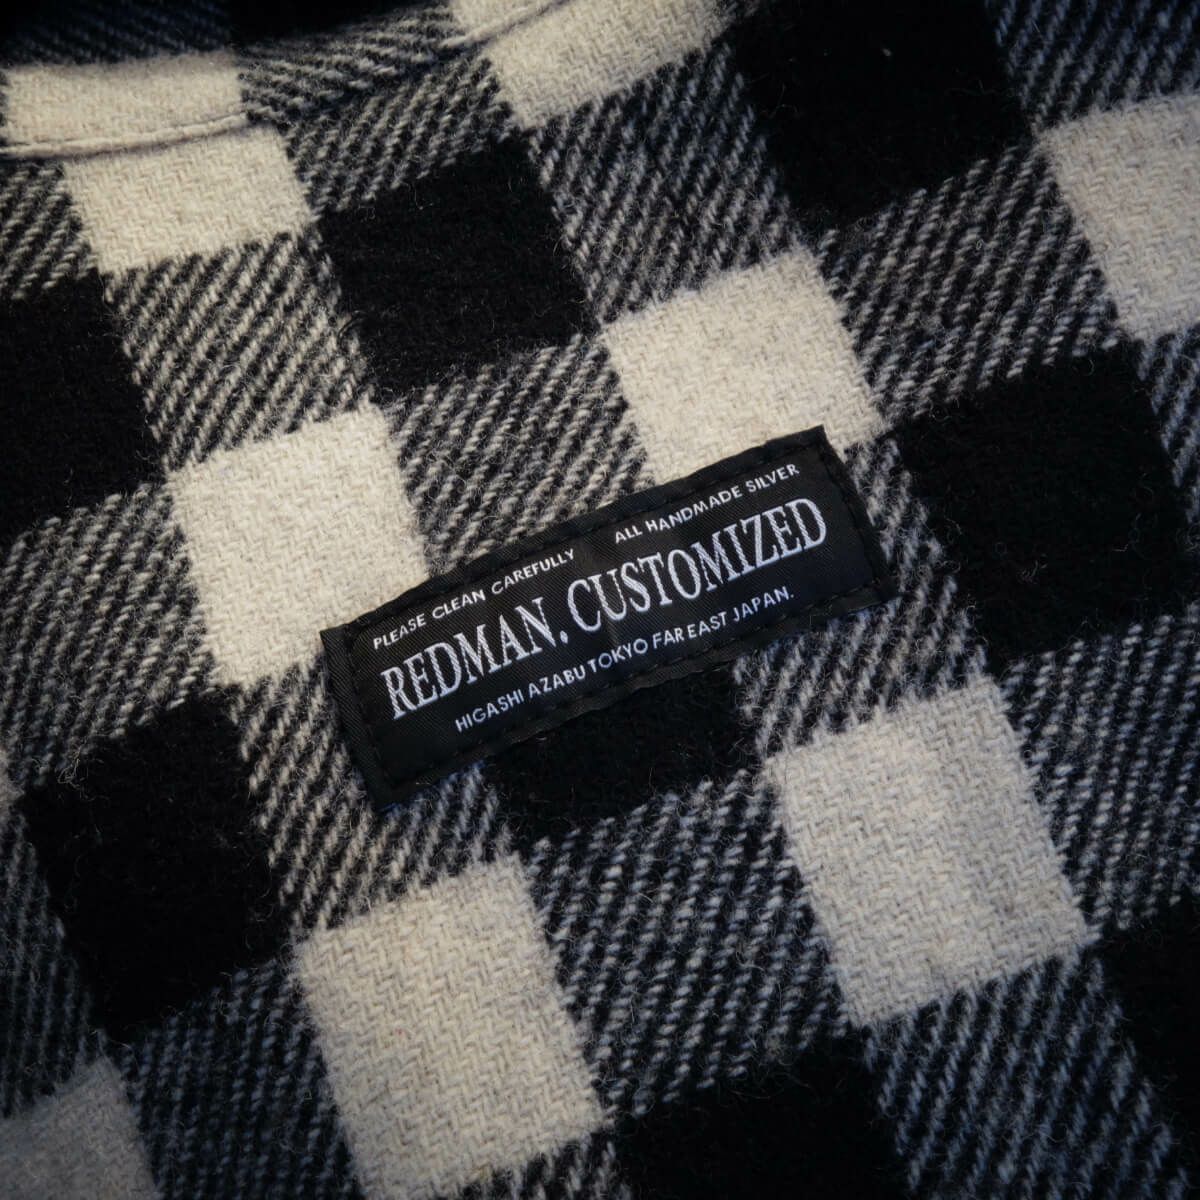 PLEASE CLEAN CAREFULLY ALL HANDMADE SILVER
REDMAN. CUSTOMIZED
HIGASHI AZABU TOKYO FAR EAST JAPAN.